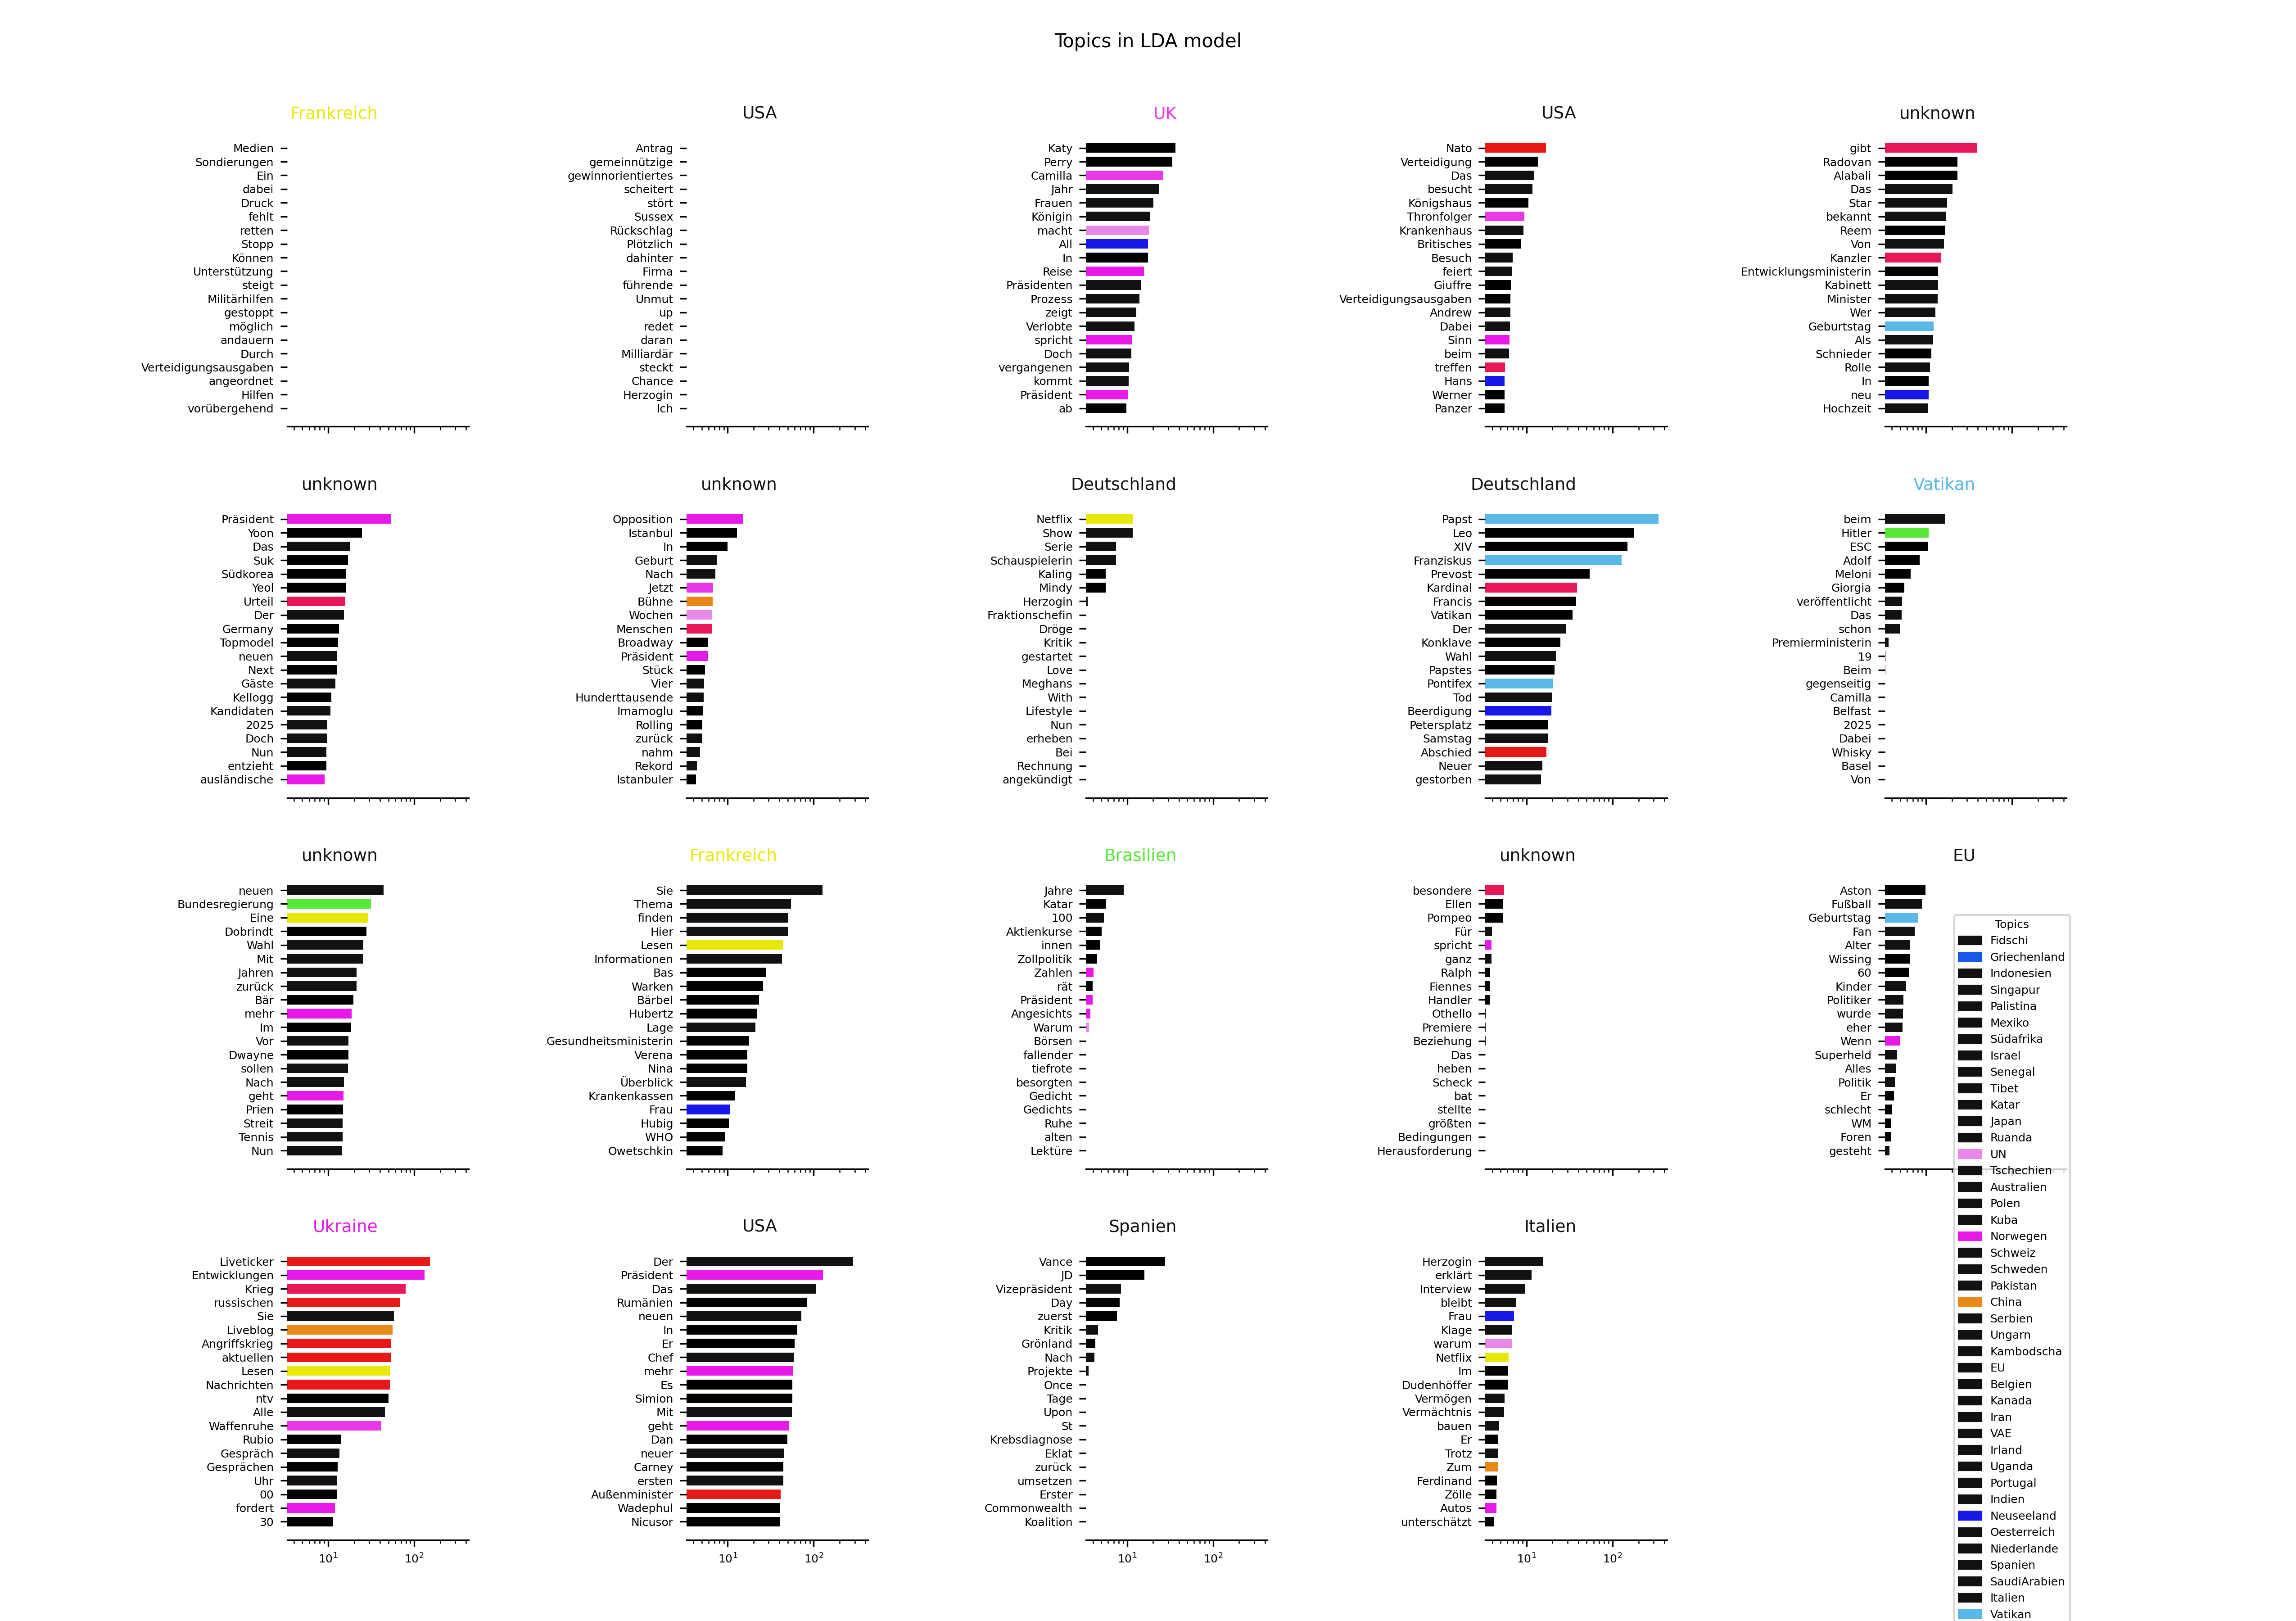 Topics in LDA model
Frankreich
Medien
Sondierungen
Ein
dabei
Druck
fehlt
retten
Stopp
Können
Unterstützung
steigt
Militärhilfen
gestoppt
möglich
andauern
Durch
Verteidigungsausgaben
angeordnet
Hilfen
vorübergehend
USA
Antrag
gemeinnützige
gewinnorientiertes
scheitert
stört
Sussex
Rückschlag
Plötzlich
dahinter
Firma
führende
Unmut
up
redet
daran
Milliardär
steckt
Chance
Herzogin
Ich
UK
Katy
Perry
Camilla
Jahr
Frauen
Königin
macht
All
In
Reise
Präsidenten
Prozess
zeigt
Verlobte
spricht
Doch
vergangenen
kommt
Präsident
ab
USA
Nato
Verteidigung
Das
besucht
Königshaus
Thronfolger
Krankenhaus
Britisches
Besuch
feiert
Giuffre
Verteidigungsausgaben
Andrew
Dabei
Sinn
beim
treffen
Hans
Werner
Panzer
unknown
gibt
Radovan
Alabali
Das
Star
bekannt
Reem
Von
Kanzler
Entwicklungsministerin
Kabinett
Minister
Wer
Geburtstag
Als
Schnieder
Rolle
In
neu
Hochzeit
unknown
Präsident
Yoon
Das
Suk
Südkorea
Yeol
Urteil
Der
Germany
Topmodel
neuen
Next
Gäste
Kellogg
Kandidaten
2025
Doch
Nun
entzieht
ausländische
unknown
Opposition
Istanbul
In
Geburt
Nach
Jetzt
Bühne
Wochen
Menschen
Broadway
Präsident
Stück
Vier
Hunderttausende
Imamoglu
Rolling
zurück
nahm
Rekord
Istanbuler
Deutschland
Netflix
Show
Serie
Schauspielerin
Kaling
Mindy
Herzogin
Fraktionschefin
Dröge
Kritik
gestartet
Love
Meghans
With
Lifestyle
Nun
erheben
Bei
Rechnung
angekündigt
Deutschland
Papst
Leo
XIV
Franziskus
Prevost
Kardinal
Francis
Vatikan
Der
Konklave
Wahl
Papstes
Pontifex
Tod
Beerdigung
Petersplatz
Samstag
Abschied
Neuer
gestorben
Vatikan
beim
Hitler
ESC
Adolf
Meloni
Giorgia
veröffentlicht
Das
schon
Premierministerin
19
Beim
gegenseitig
Camilla
Belfast
2025
Dabei
Whisky
Basel
Von
unknown
neuen
Bundesregierung
Eine
Dobrindt
Wahl
Mit
Jahren
zurück
Bär
mehr
Im
Vor
Dwayne
sollen
Nach
geht
Prien
Streit
Tennis
Nun
Frankreich
Sie
Thema
finden
Hier
Lesen
Informationen
Bas
Warken
Bärbel
Hubertz
Lage
Gesundheitsministerin
Verena
Nina
Überblick
Krankenkassen
Frau
Hubig
WHO
Owetschkin
Brasilien
Jahre
Katar
100
Aktienkurse
innen
Zollpolitik
Zahlen
rät
Präsident
Angesichts
Warum
Börsen
fallender
tiefrote
besorgten
Gedicht
Gedichts
Ruhe
alten
Lektüre
unknown
besondere
Ellen
Pompeo
Für
spricht
ganz
Ralph
Fiennes
Handler
Othello
Premiere
Beziehung
Das
heben
Scheck
bat
stellte
größten
Bedingungen
Herausforderung
EU
Aston
Fußball
Geburtstag
Fan
Alter
Wissing
60
Kinder
Politiker
wurde
eher
Wenn
Superheld
Alles
Politik
Er
schlecht
WM
Foren
gesteht
Ukraine
Liveticker
Entwicklungen
Krieg
russischen
Sie
Liveblog
Angriffskrieg
aktuellen
Lesen
Nachrichten
ntv
Alle
Waffenruhe
Rubio
Gespräch
Gesprächen
Uhr
00
fordert
30
10¹ 10²
USA
Der
Präsident
Das
Rumänien
neuen
In
Er
Chef
mehr
Es
Simion
Mit
geht
Dan
neuer
Carney
ersten
Außenminister
Wadephul
Nicusor
10¹ 10²
Spanien
Vance
JD
Vizepräsident
Day
zuerst
Kritik
Grönland
Nach
Projekte
Once
Tage
Upon
St
Krebsdiagnose
Eklat
zurück
umsetzen
Erster
Commonwealth
Koalition
10¹ 10²
Italien
Herzogin
erklärt
Interview
bleibt
Frau
Klage
warum
Netflix
Im
Dudenhöffer
Vermögen
Vermächtnis
bauen
Er
Trotz
Zum
Ferdinand
Zölle
Autos
unterschätzt
10¹ 10²
Topics
Fidschi
Griechenland
Indonesien
Singapur
Palistina
Mexiko
Südafrika
Israel
Senegal
Tibet
Katar
Japan
Ruanda
UN
Tschechien
Australien
Polen
Kuba
Norwegen
Schweiz
Schweden
Pakistan
China
Serbien
Ungarn
Kambodscha
EU
Belgien
Kanada
Iran
VAE
Irland
Uganda
Portugal
Indien
Neuseeland
Oesterreich
Niederlande
Spanien
SaudiArabien
Italien
Vatikan